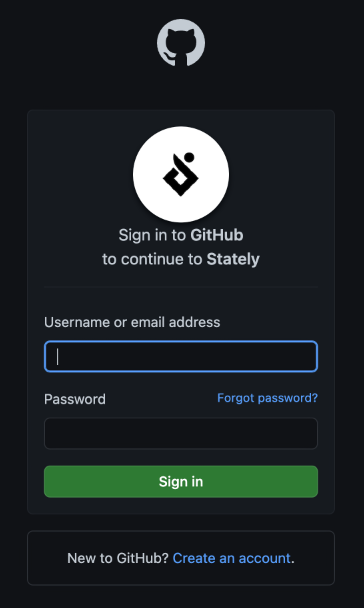 Sign in to GitHub
to continue to Stately
Username or email address
Password
Forgot password?
Sign in
New to GitHub? Create an account.